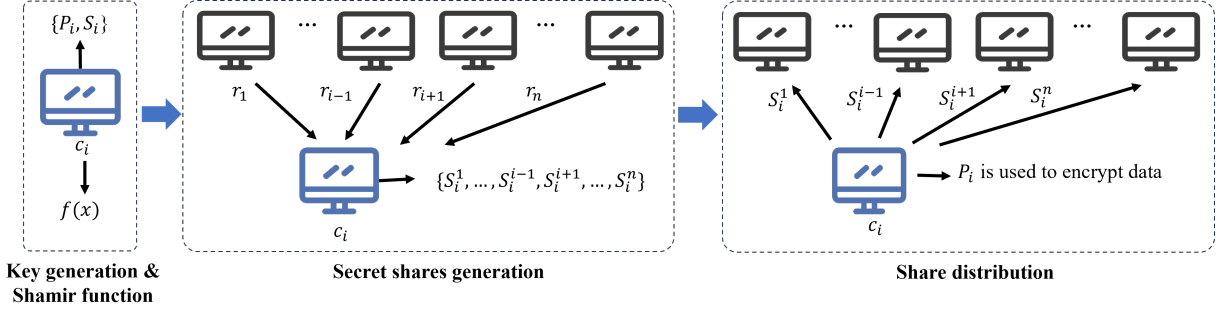 {P_i, S_i}
c_i
f(x)
Key generation &
Shamir function
... ...
r_1 r_{i-1} r_{i+1} r_n
{S_i^1, ..., S_i^{i-1}, S_i^{i+1}, ..., S_i^n}
c_i
Secret shares generation
... ...
S_i^1 S_i^{i-1} S_i^{i+1} S_i^n
P_i is used to encrypt data
c_i
Share distribution